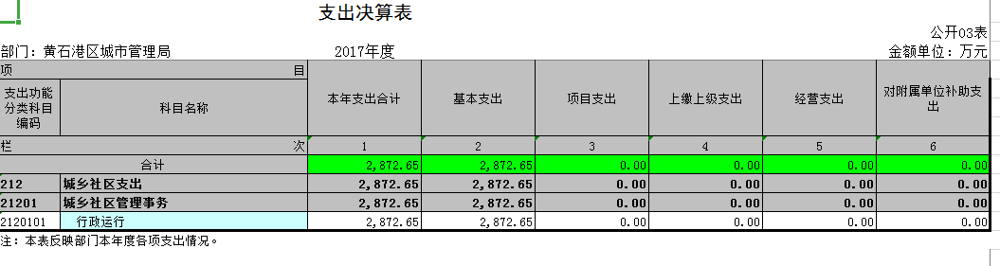 支出决算表
公开03表
部门：黄石港区城市管理局 2017年度 金额单位：万元
项 目 本年支出合计 基本支出 项目支出 上缴上级支出 经营支出 对附属单位补助支出
支出功能分类科目编码 科目名称
栏 次 1 2 3 4 5 6
合计 2,872.65 2,872.65 0.00 0.00 0.00 0.00
212 城乡社区支出 2,872.65 2,872.65 0.00 0.00 0.00 0.00
21201 城乡社区管理事务 2,872.65 2,872.65 0.00 0.00 0.00 0.00
2120101 行政运行 2,872.65 2,872.65 0.00 0.00 0.00 0.00
注：本表反映部门本年度各项支出情况。